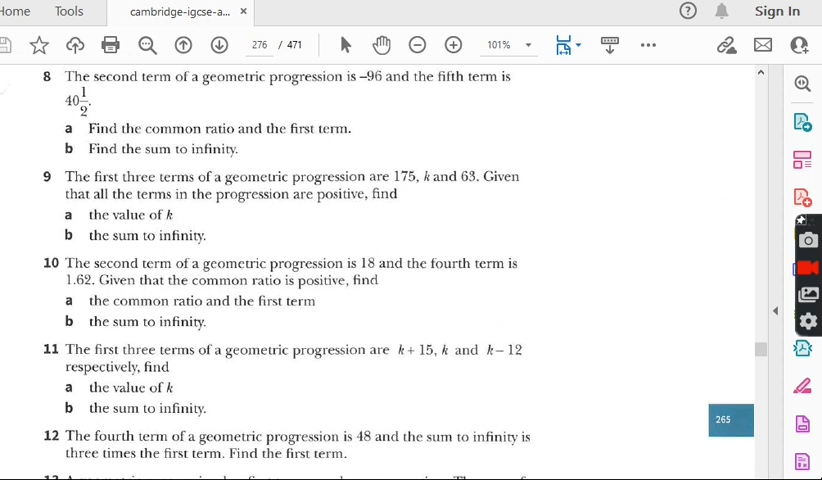 Home
Tools
cambridge-igcse-a... ×
Sign In
276 / 471
101%
8 The second term of a geometric progression is –96 and the fifth term is
40 1/2.
a Find the common ratio and the first term.
b Find the sum to infinity.
9 The first three terms of a geometric progression are 175, k and 63. Given
that all the terms in the progression are positive, find
a the value of k
b the sum to infinity.
10 The second term of a geometric progression is 18 and the fourth term is
1.62. Given that the common ratio is positive, find
a the common ratio and the first term
b the sum to infinity.
11 The first three terms of a geometric progression are k + 15, k and k – 12
respectively, find
a the value of k
b the sum to infinity.
265
12 The fourth term of a geometric progression is 48 and the sum to infinity is
three times the first term. Find the first term.